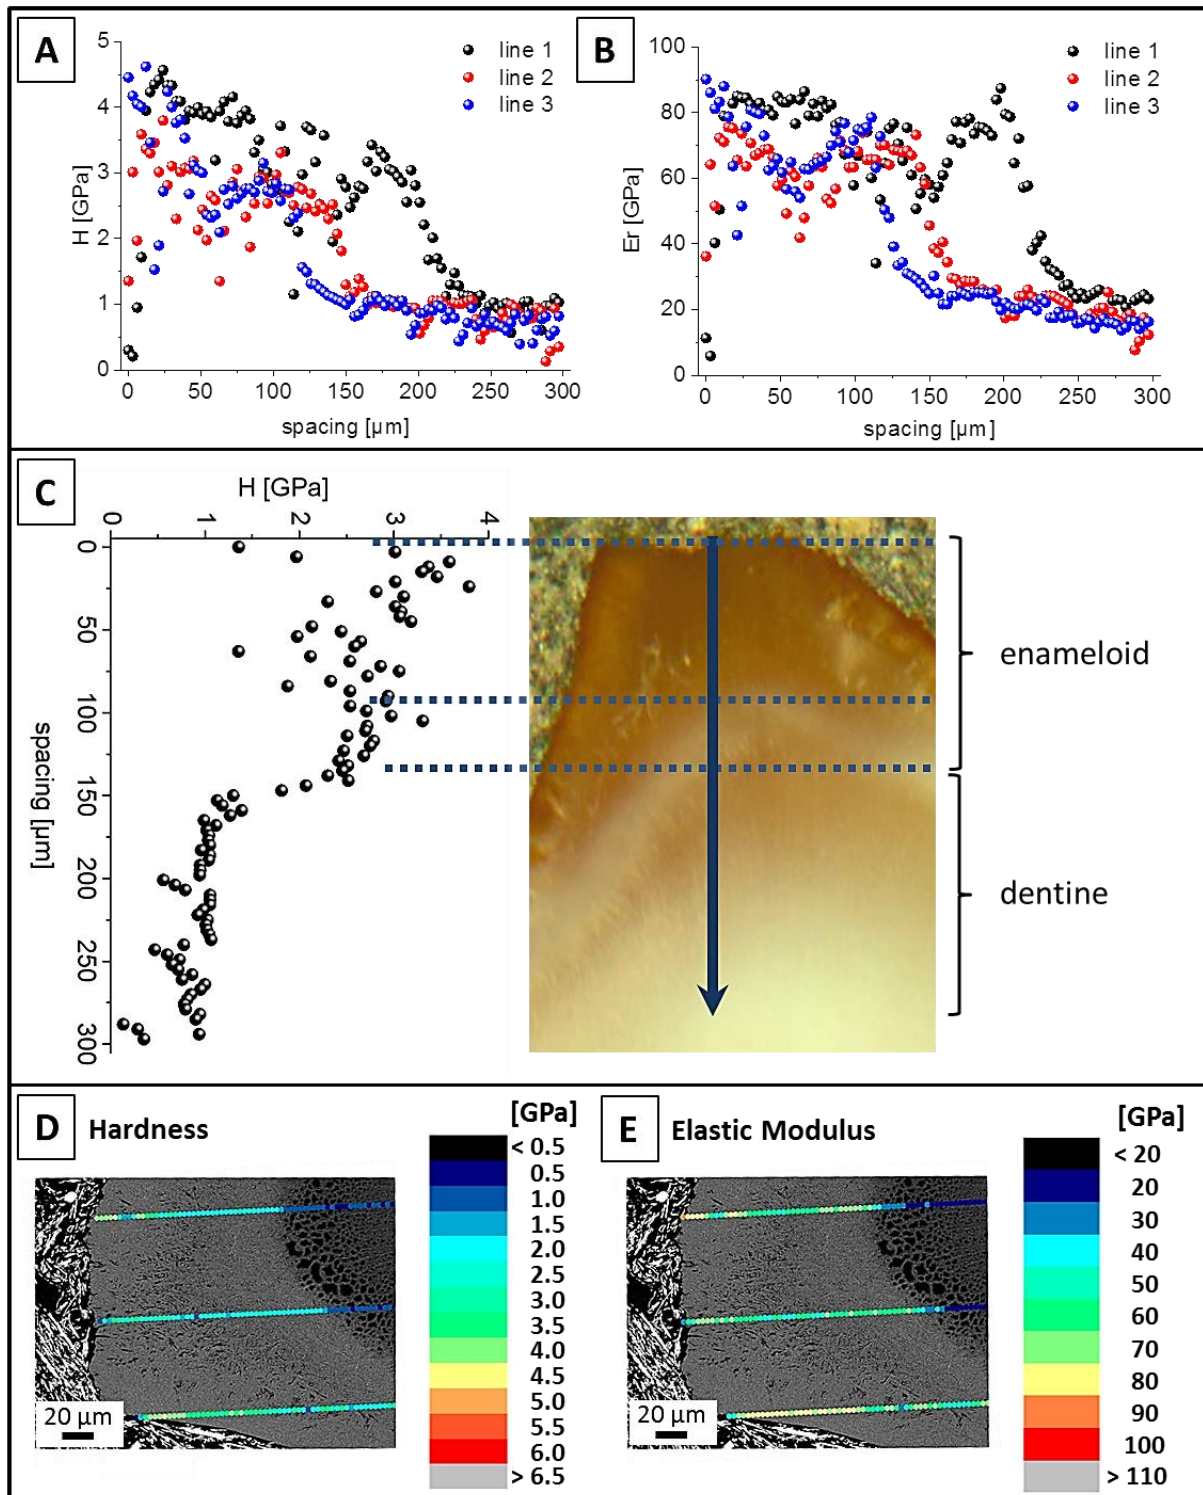 A
5
4
3
2
1
0
H [GPa]
0 50 100 150 200 250 300
spacing [µm]
line 1
line 2
line 3
B
100
80
60
40
20
0
Er [GPa]
0 50 100 150 200 250 300
spacing [µm]
line 1
line 2
line 3
C
H [GPa]
0 1 2 3 4
0
50
100
150
200
250
300
spacing [µm]
enameloid
dentine
D Hardness
[GPa]
< 0.5
0.5
1.0
1.5
2.0
2.5
3.0
3.5
4.0
4.5
5.0
5.5
6.0
> 6.5
20 µm
E Elastic Modulus
[GPa]
< 20
20
30
40
50
60
70
80
90
100
> 110
20 µm